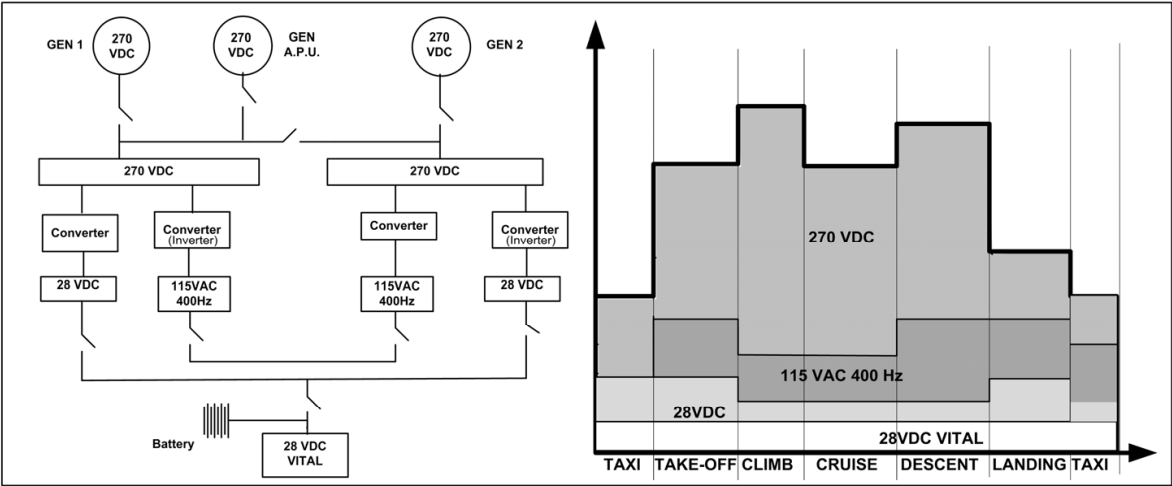 GEN 1
270
VDC
270
VDC
GEN
A.P.U.
270
VDC
GEN 2
270 VDC
270 VDC
Converter
Converter
(Inverter)
Converter
Converter
(Inverter)
28 VDC
115VAC
400Hz
115VAC
400Hz
28 VDC
Battery
28 VDC
VITAL
270 VDC
115 VAC 400 Hz
28VDC
28VDC VITAL
TAXI
TAKE-OFF
CLIMB
CRUISE
DESCENT
LANDING
TAXI